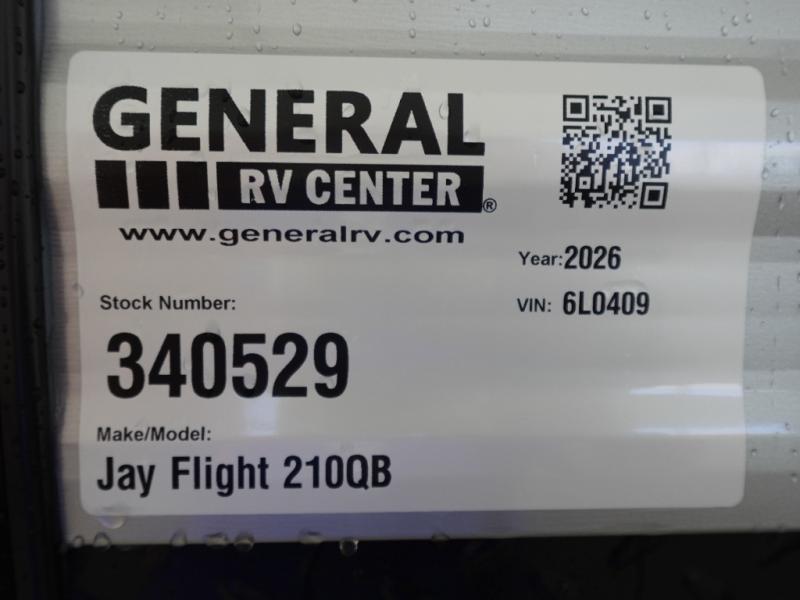 GENERAL
RV CENTER®
www.generalrv.com
Year: 2026
Stock Number:
VIN: 6L0409
340529
Make/Model:
Jay Flight 210QB